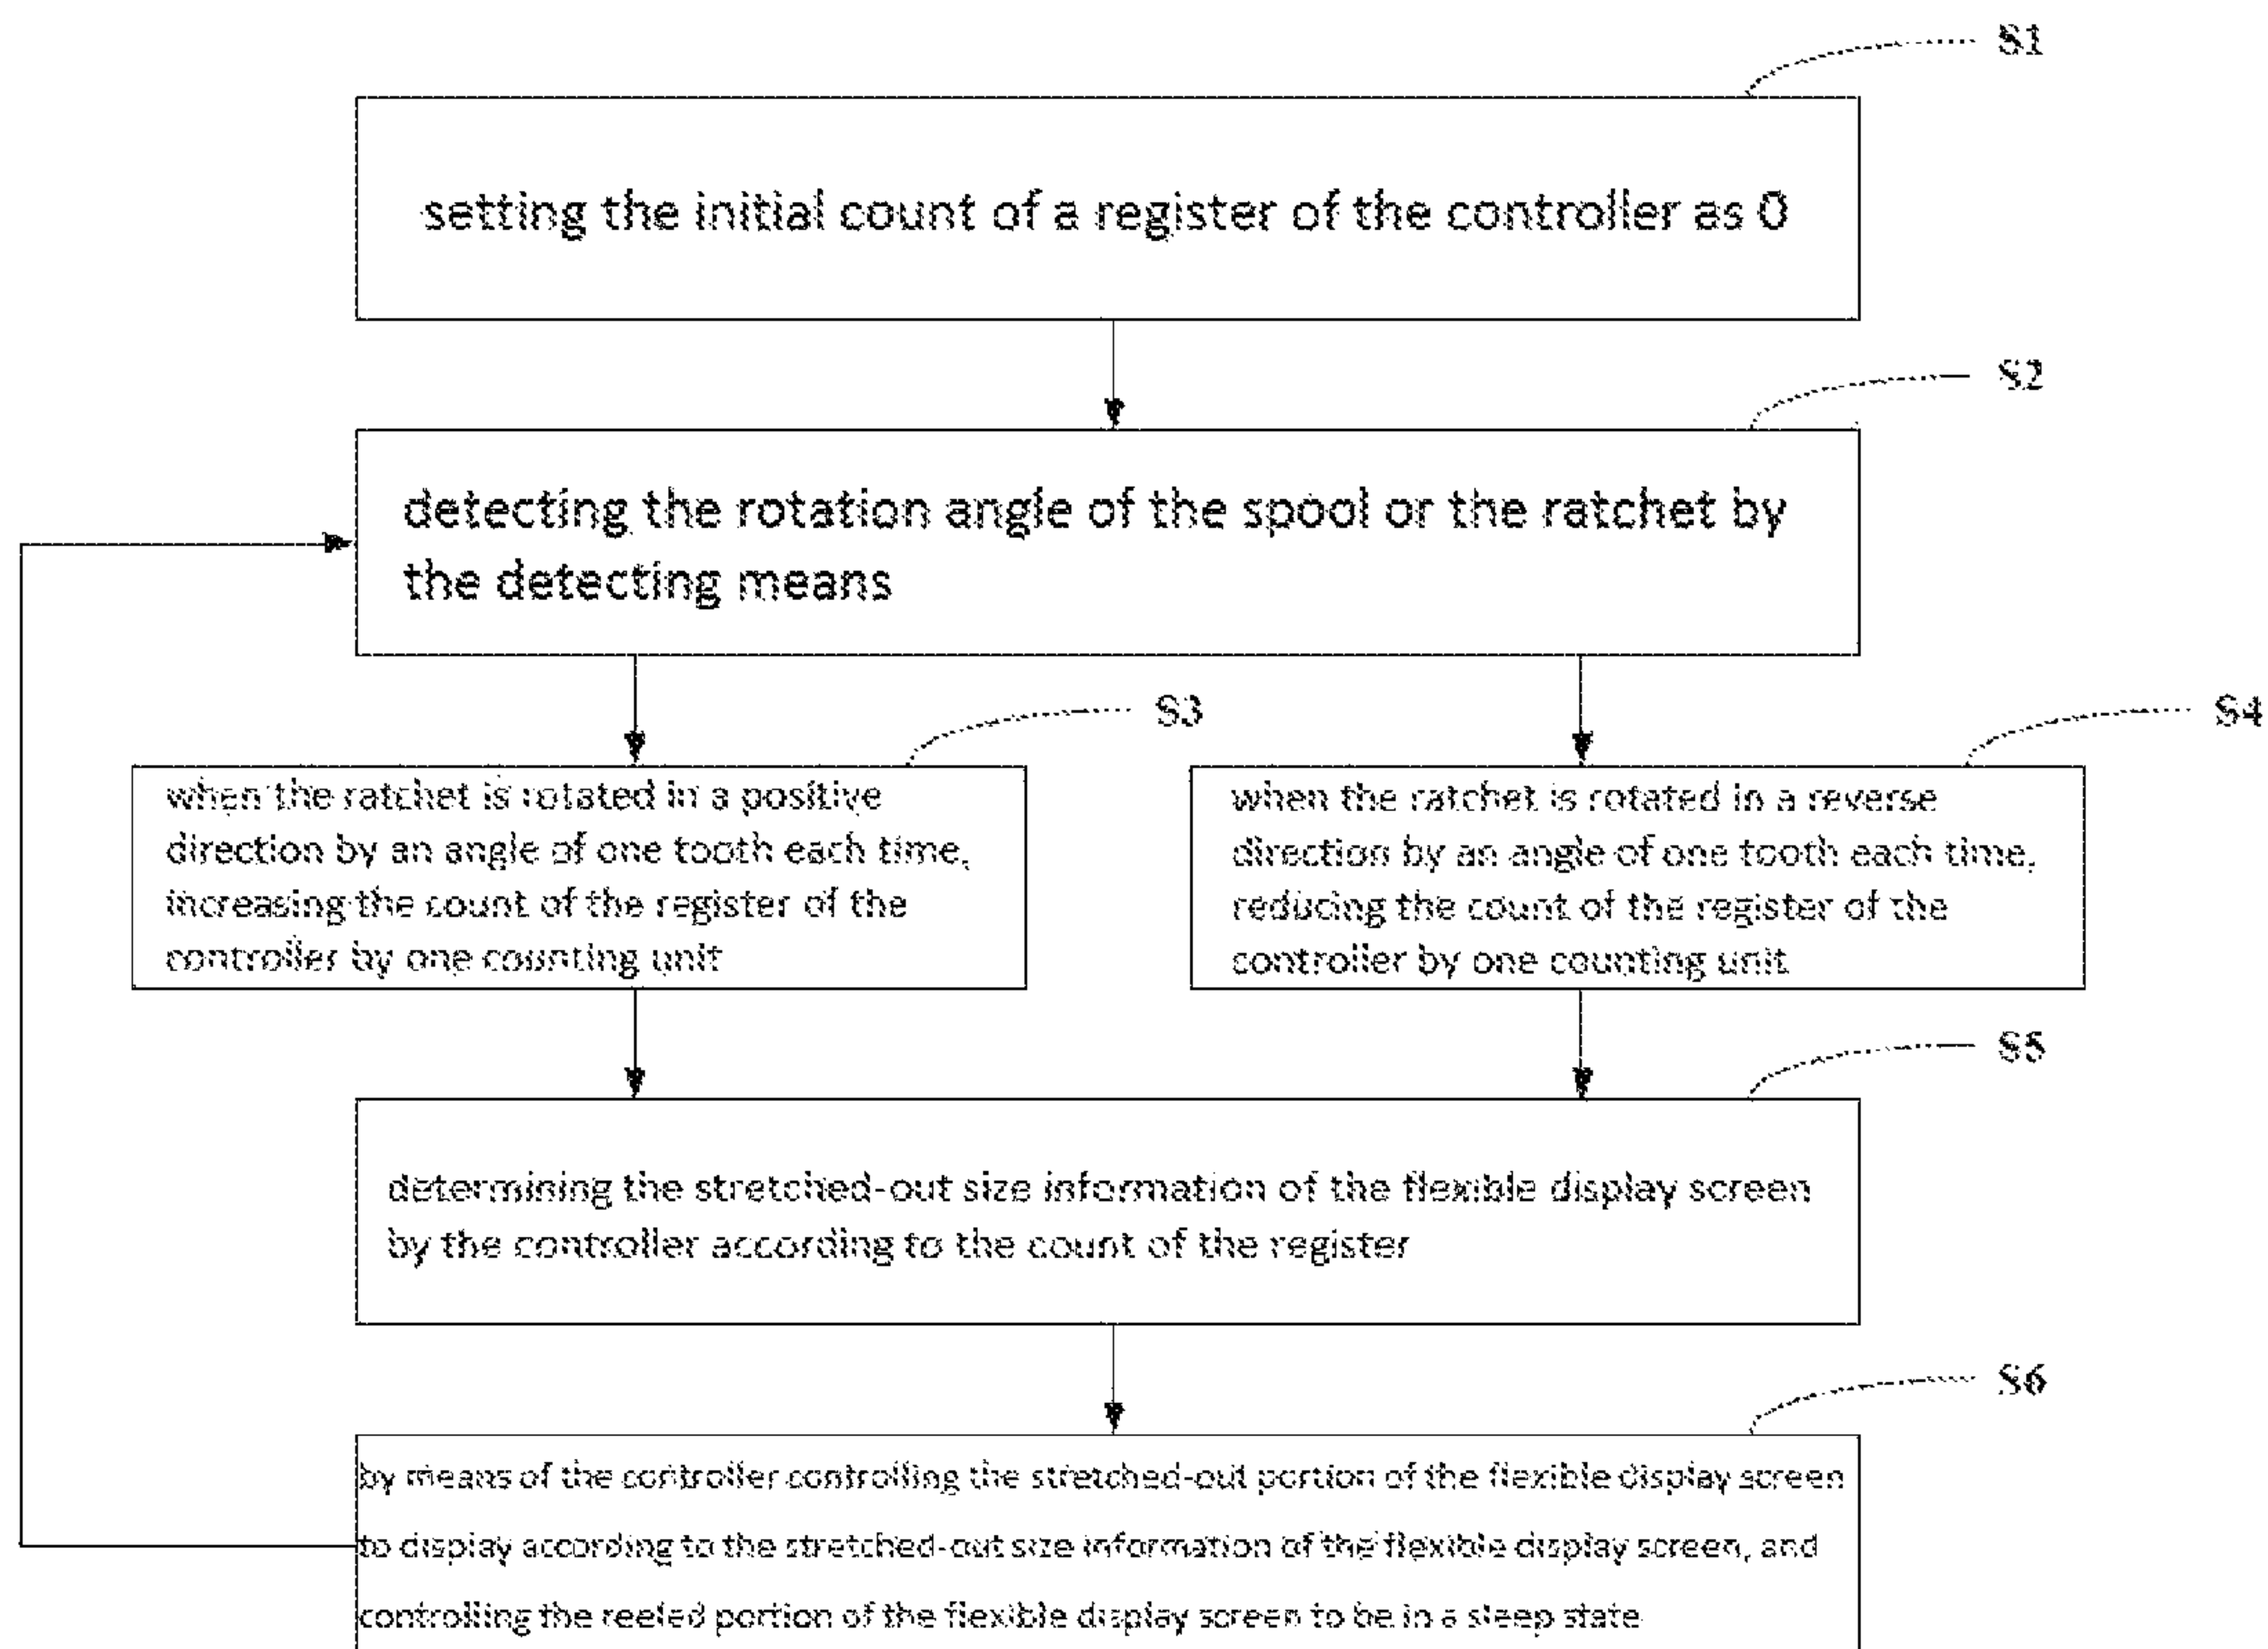 S1
setting the initial count of a register of the controller as 0
S2
detecting the rotation angle of the spool or the ratchet by
the detecting means
S3
when the ratchet is rotated in a positive
direction by an angle of one tooth each time,
increasing the count of the register of the
controller by one counting unit
S4
when the ratchet is rotated in a reverse
direction by an angle of one tooth each time,
reducing the count of the register of the
controller by one counting unit
S5
determining the stretched-out size information of the flexible display screen
by the controller according to the count of the register
S6
by means of the controller controlling the stretched-out portion of the flexible display screen
to display according to the stretched-out size information of the flexible display screen, and
controlling the reeled portion of the flexible display screen to be in a sleep state